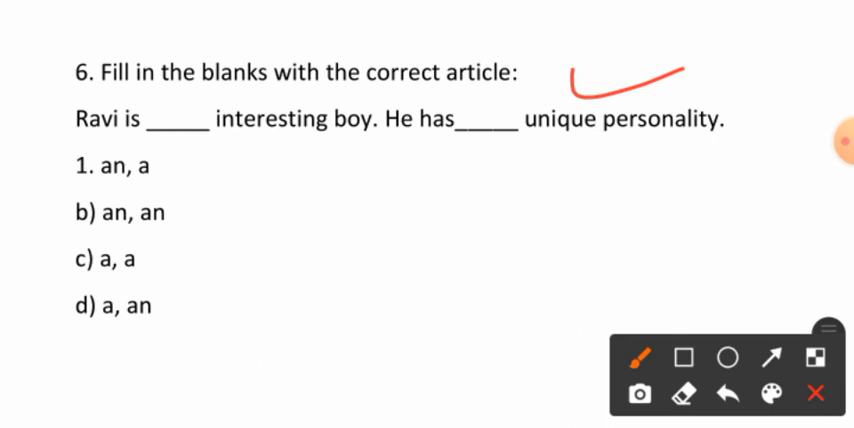 6. Fill in the blanks with the correct article:
Ravi is _____ interesting boy. He has_____ unique personality.
1. an, a
b) an, an
c) a, a
d) a, an